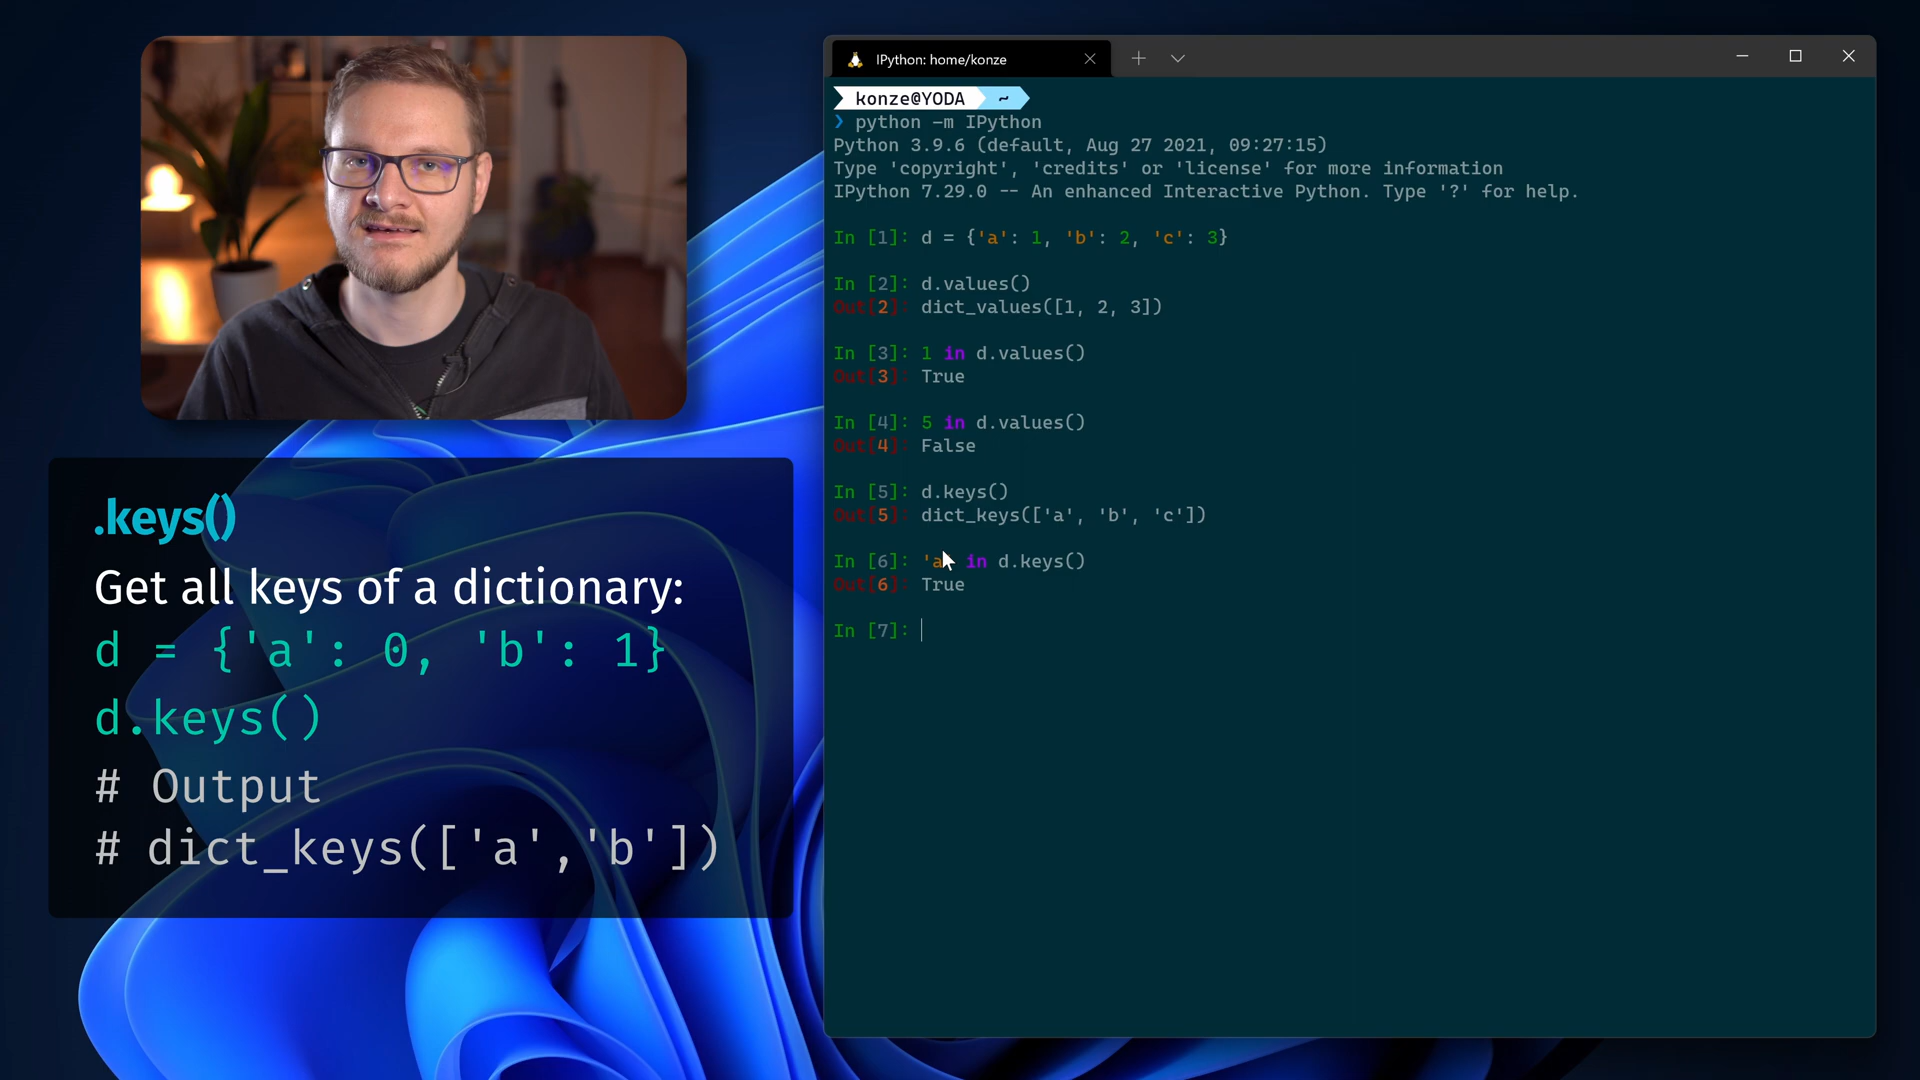 .keys()
Get all keys of a dictionary:
d = {'a': 0, 'b': 1}
d.keys()
# Output
# dict_keys(['a','b'])
IPython: home/konze
konze@YODA ~
❯ python -m IPython
Python 3.9.6 (default, Aug 27 2021, 09:27:15)
Type 'copyright', 'credits' or 'license' for more information
IPython 7.29.0 -- An enhanced Interactive Python. Type '?' for help.
In [1]: d = {'a': 1, 'b': 2, 'c': 3}
In [2]: d.values()
Out[2]: dict_values([1, 2, 3])
In [3]: 1 in d.values()
Out[3]: True
In [4]: 5 in d.values()
Out[4]: False
In [5]: d.keys()
Out[5]: dict_keys(['a', 'b', 'c'])
In [6]: 'a' in d.keys()
Out[6]: True
In [7]: